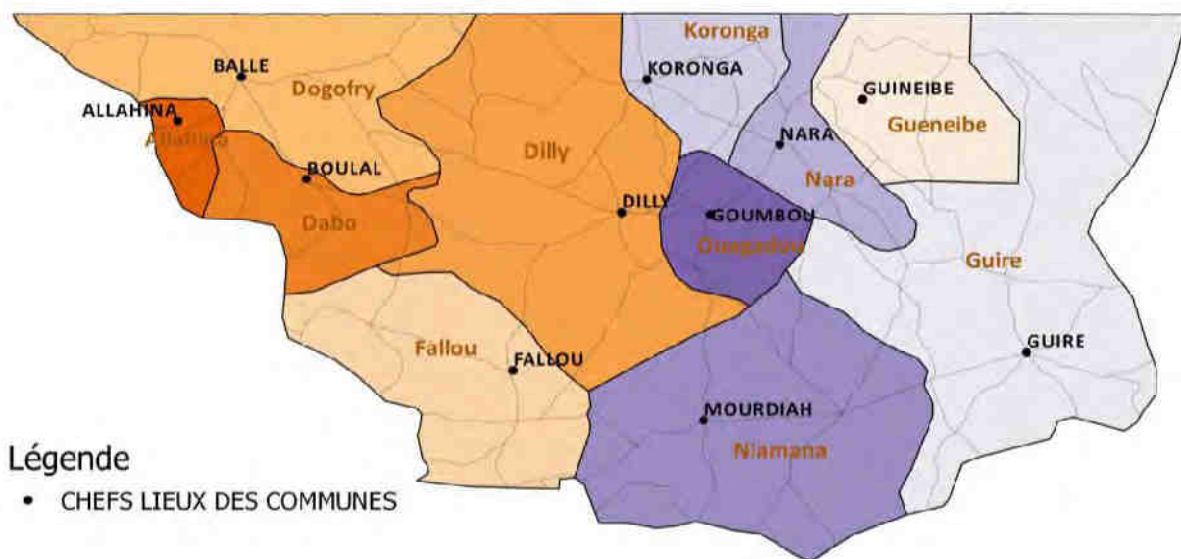 Koronga
BALLE
KORONGA
Dogofry
GUINEIBE
ALLAHINA
Gueneibe
NARA
Dilly
BOULAL
Nara
DILLY
GOUMBOU
Dabo
Ouagadou
Guire
GUIRE
Fallou
FALLOU
MOURDIAH
Niamana
Légende
• CHEFS LIEUX DES COMMUNES